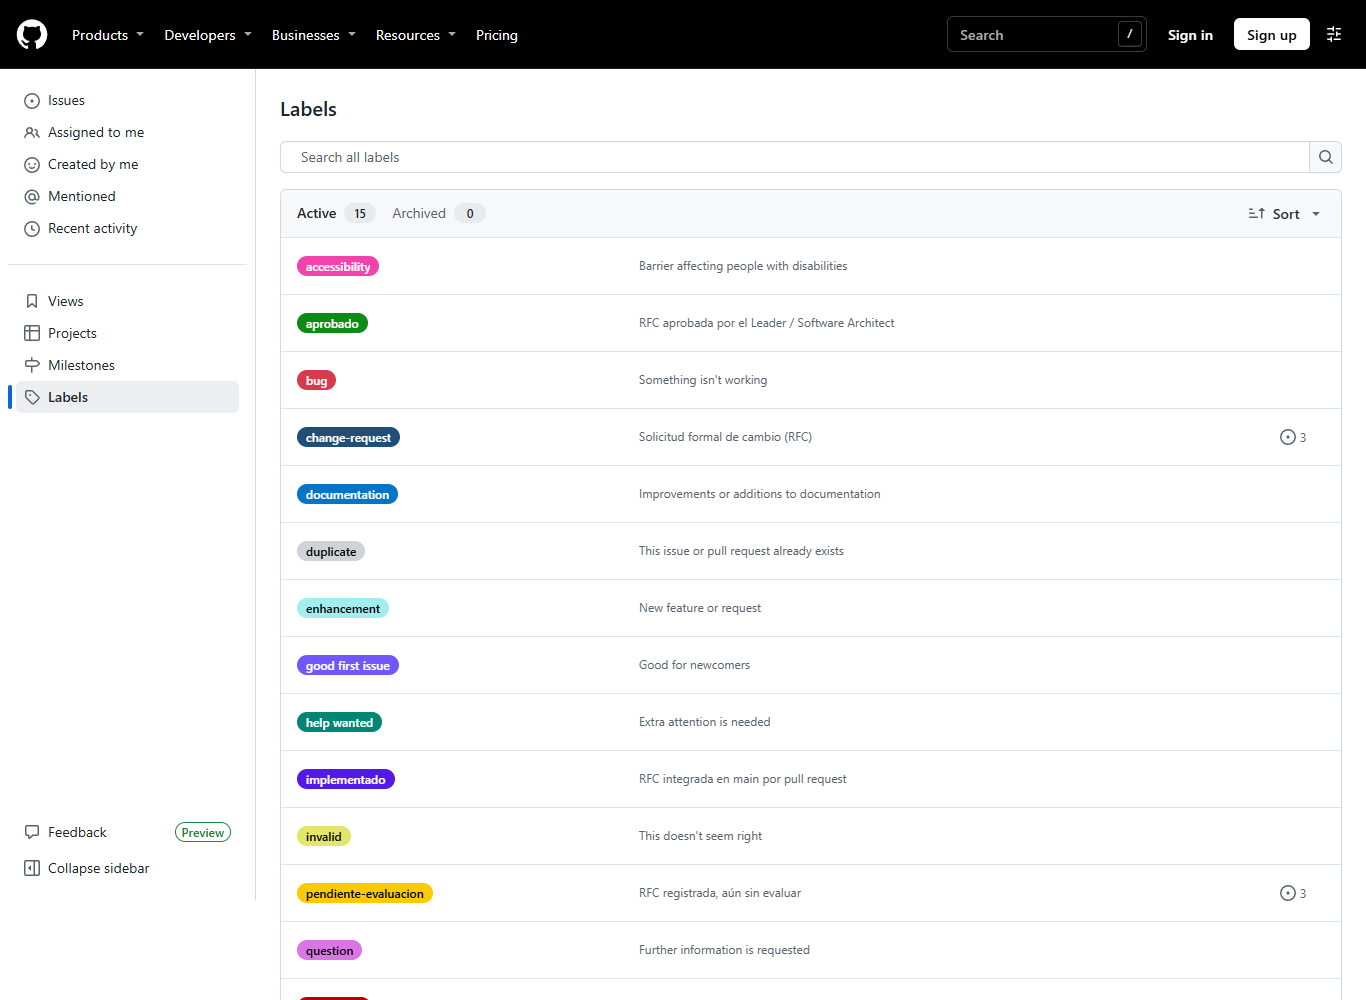 Products
Developers
Businesses
Resources
Pricing
Search
/
Sign in
Sign up
Issues
Assigned to me
Created by me
Mentioned
Recent activity
Views
Projects
Milestones
Labels
Feedback
Preview
Collapse sidebar
Labels
Search all labels
Active 15 Archived 0 Sort
accessibility Barrier affecting people with disabilities
aprobado RFC aprobada por el Leader / Software Architect
bug Something isn't working
change-request Solicitud formal de cambio (RFC) 3
documentation Improvements or additions to documentation
duplicate This issue or pull request already exists
enhancement New feature or request
good first issue Good for newcomers
help wanted Extra attention is needed
implementado RFC integrada en main por pull request
invalid This doesn't seem right
pendiente-evaluacion RFC registrada, aún sin evaluar 3
question Further information is requested